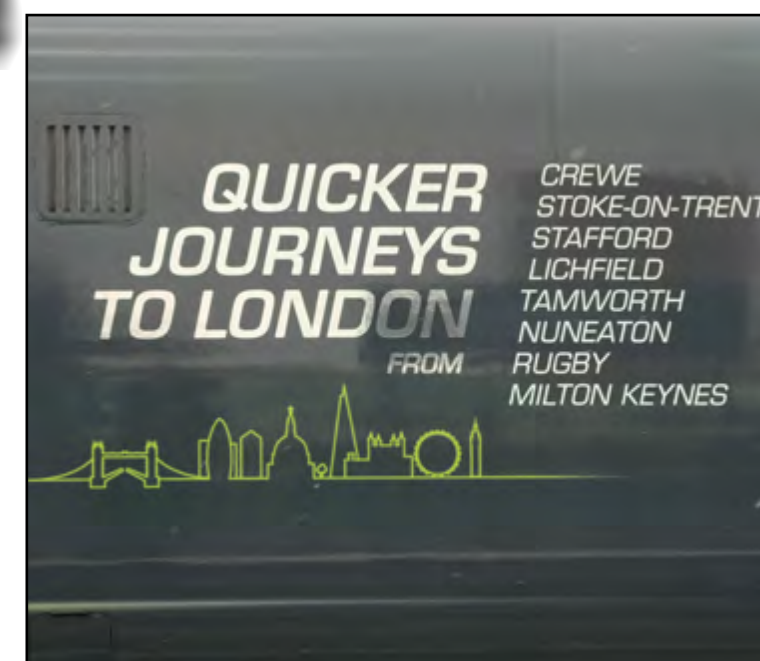 QUICKER
JOURNEYS
TO LONDON
FROM
CREWE
STOKE-ON-TRENT
STAFFORD
LICHFIELD
TAMWORTH
NUNEATON
RUGBY
MILTON KEYNES